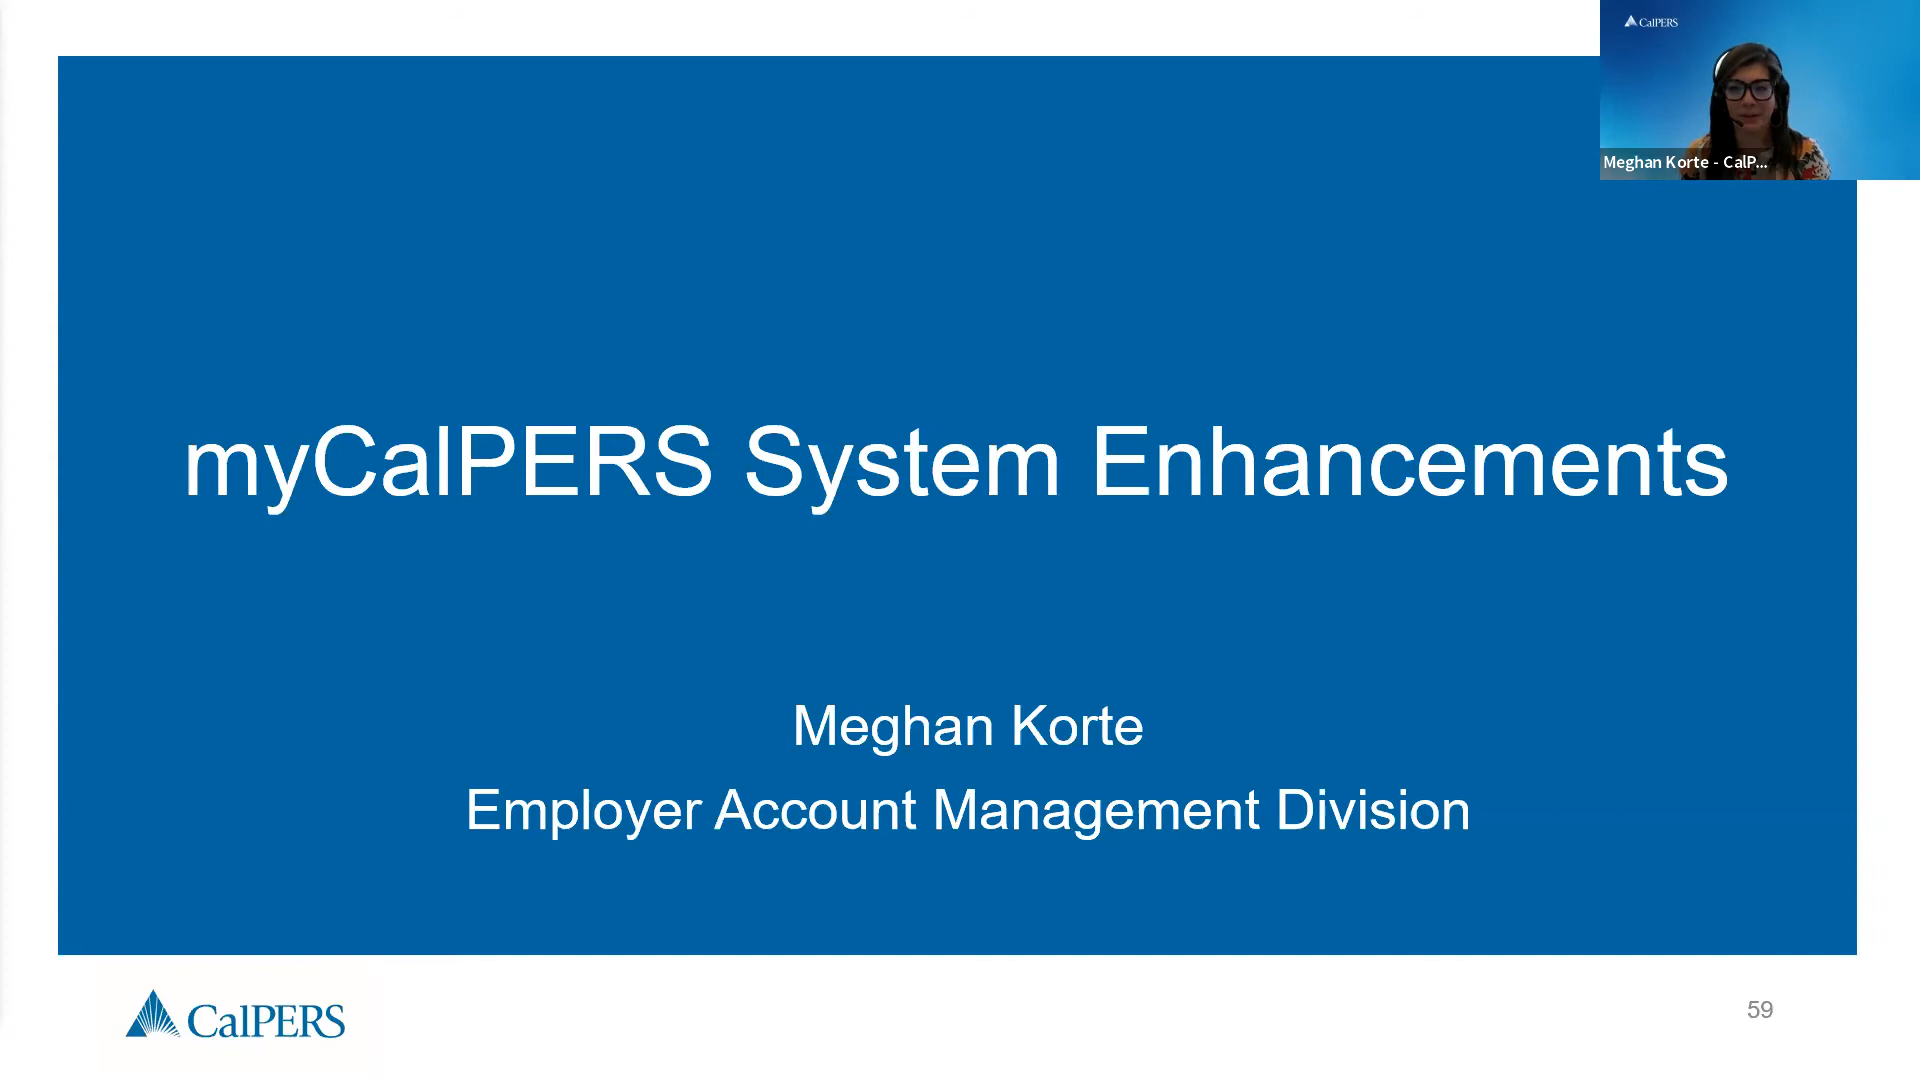 CalPERS
Meghan Korte - CalP...
myCalPERS System Enhancements
Meghan Korte
Employer Account Management Division
CalPERS
59